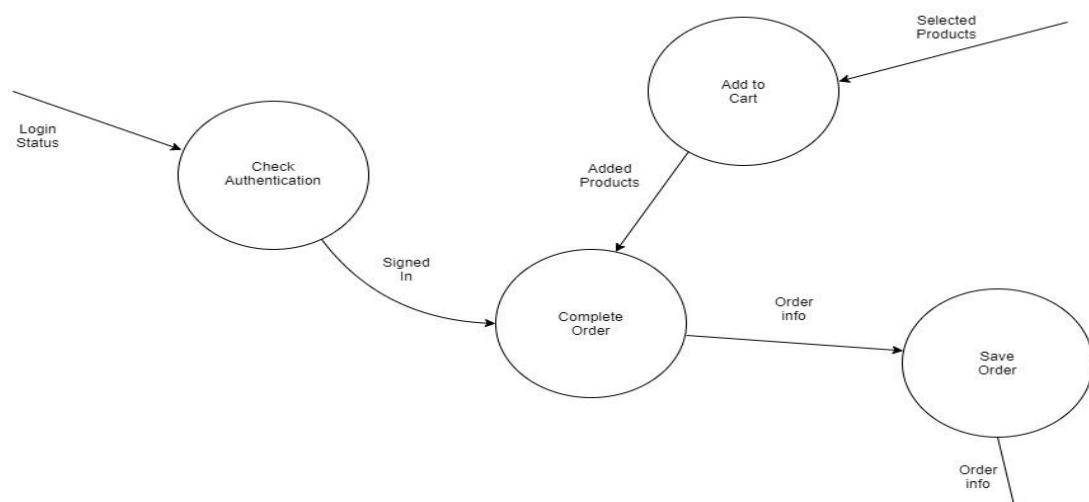 Selected
Products
Add to
Cart
Login
Status
Check
Authentication
Added
Products
Signed
In
Complete
Order
Order
info
Save
Order
Order
info